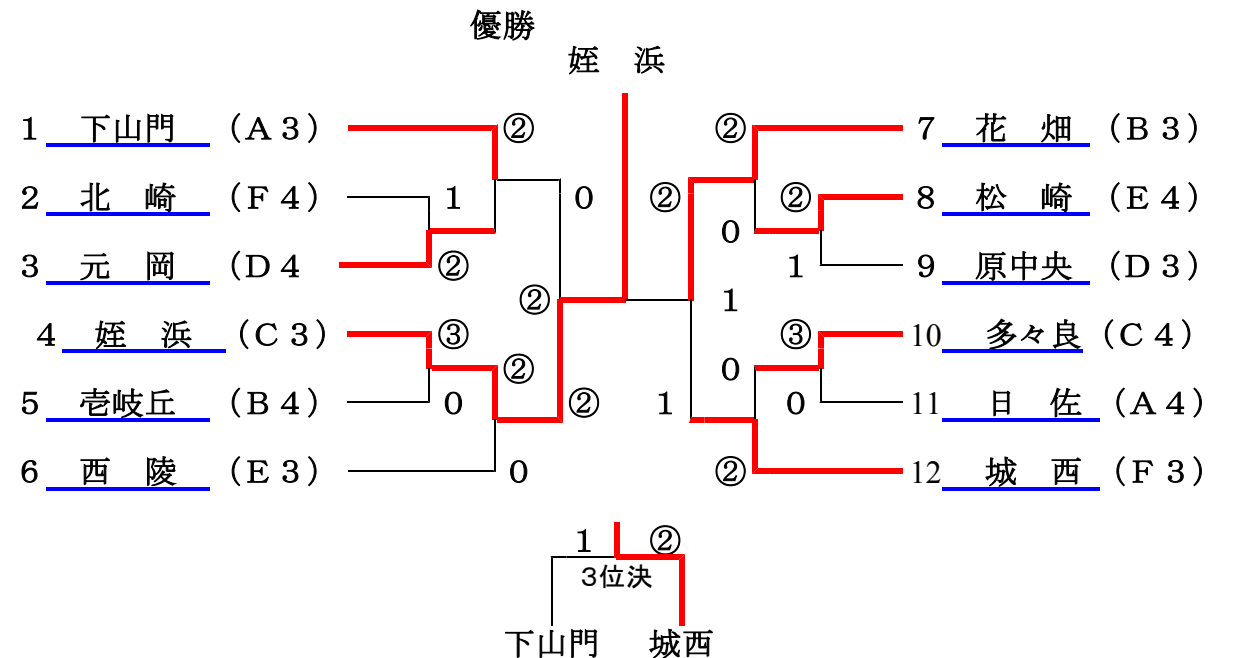 優勝
姪　浜
1　下山門　（Ａ３）　②　②　7　花　畑　（Ｂ３）
2　北　崎　（Ｆ４）　１　０　②　②　8　松　崎　（Ｅ４）
０
3　元　岡　（Ｄ４　②　１　9　原中央　（Ｄ３）
②　１
4　姪　浜　（Ｃ３）　③　③　10　多々良　（Ｃ４）
②　０
5　壱岐丘　（Ｂ４）　０　②　１　０　11　日　佐　（Ａ４）
6　西　陵　（Ｅ３）　０　②　12　城　西　（Ｆ３）
１　②
３位決
下山門　城西